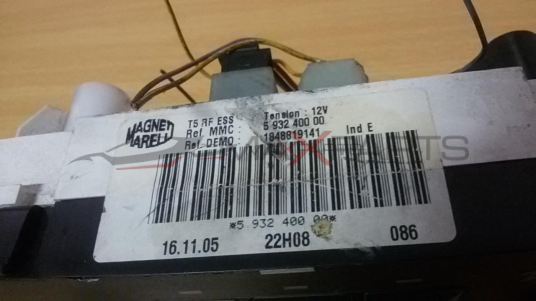 MAGNETI
MARELLI
T5 RF ESS Tension : 12V
Ref. MMC : 5 932 400 00
Ref. DEMO : 1848819141 Ind E
*5 932 400 00*
16.11.05 22H08 086